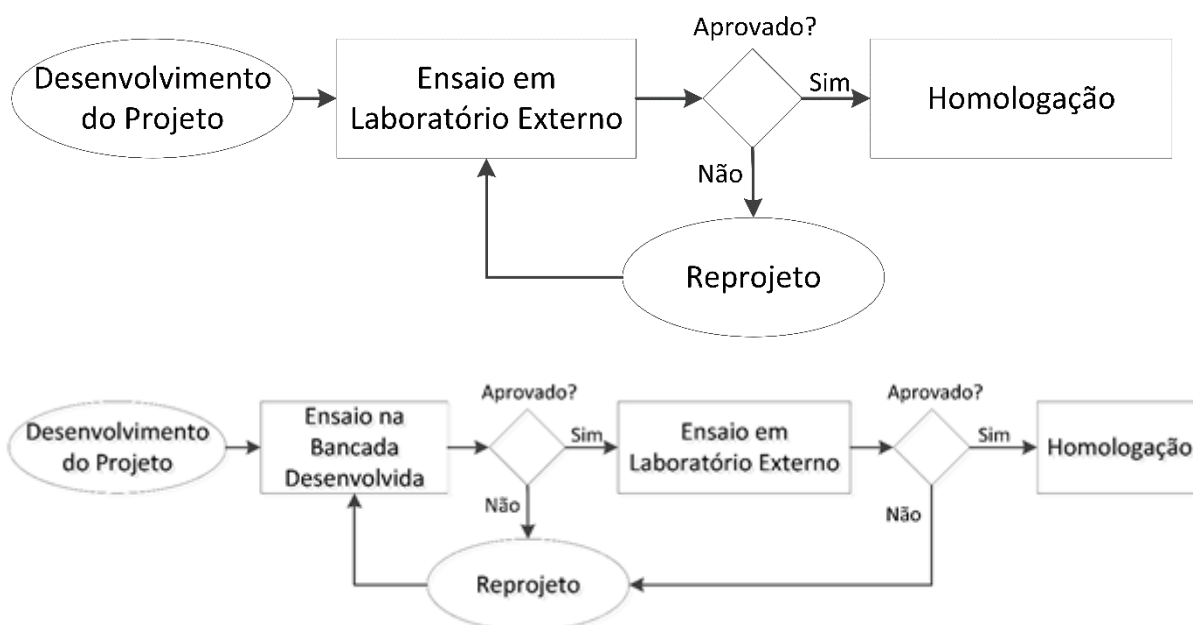 Desenvolvimento
do Projeto
Ensaio em
Laboratório Externo
Aprovado?
Sim
Não
Homologação
Reprojeto
Desenvolvimento
do Projeto
Ensaio na
Bancada
Desenvolvida
Aprovado?
Sim
Não
Ensaio em
Laboratório Externo
Aprovado?
Sim
Não
Homologação
Reprojeto